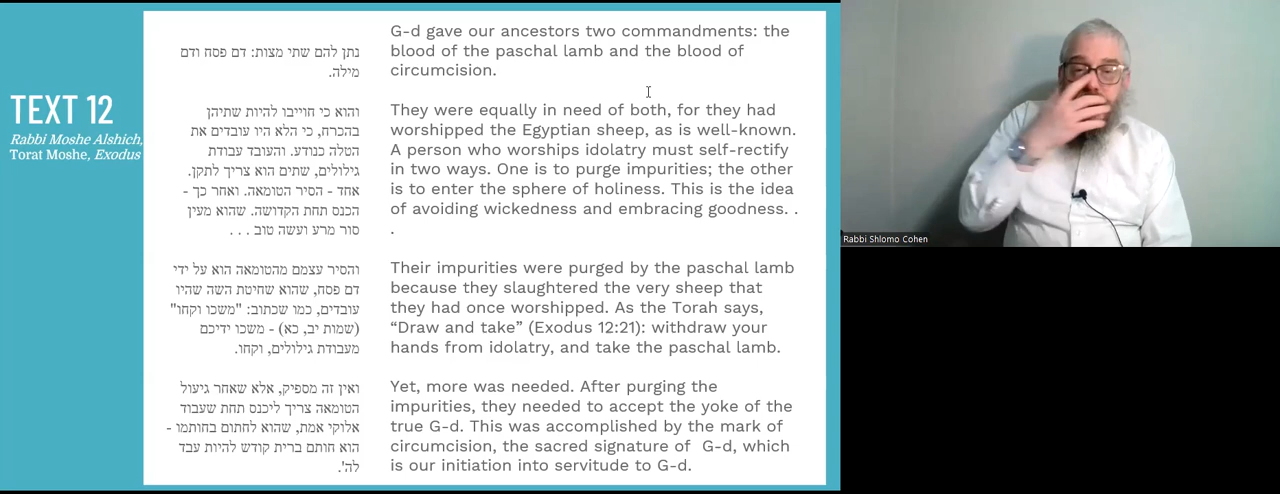 TEXT 12
Rabbi Moshe Alshich,
Torat Moshe, Exodus
נתן להם שתי מצות: דם פסח ודם
מילה.
והוא כי חוייבו להיות שתיהן
בהכרח, כי הלא היו עובדים את
הטלה כנודע. והעובד עבודת
גילולים, שתים הוא צריך לתקן.
אחד - הסיר הטומאה. ואחר כך -
הכנס תחת הקדושה. שהוא מעין
סור מרע ועשה טוב . . .
והסיר עצמם מהטומאה הוא על ידי
דם פסח, שהוא שחיטת השה שהיו
עובדים, כמו שכתוב: "משכו וקחו"
(שמות יב, כא) - משכו ידיכם
מעבודת גילולים, וקחו.
ואין זה מספיק, אלא שאחר גיעול
הטומאה צריך ליכנס תחת שעבוד
אלוקי אמת, שהוא לחתום בחותמו -
הוא חותם ברית קודש להיות עבד
לה'.
G-d gave our ancestors two commandments: the
blood of the paschal lamb and the blood of
circumcision.
They were equally in need of both, for they had
worshipped the Egyptian sheep, as is well-known.
A person who worships idolatry must self-rectify
in two ways. One is to purge impurities; the other
is to enter the sphere of holiness. This is the idea
of avoiding wickedness and embracing goodness. .
.
Their impurities were purged by the paschal lamb
because they slaughtered the very sheep that
they had once worshipped. As the Torah says,
“Draw and take” (Exodus 12:21): withdraw your
hands from idolatry, and take the paschal lamb.
Yet, more was needed. After purging the
impurities, they needed to accept the yoke of the
true G-d. This was accomplished by the mark of
circumcision, the sacred signature of G-d, which
is our initiation into servitude to G-d.
Rabbi Shlomo Cohen